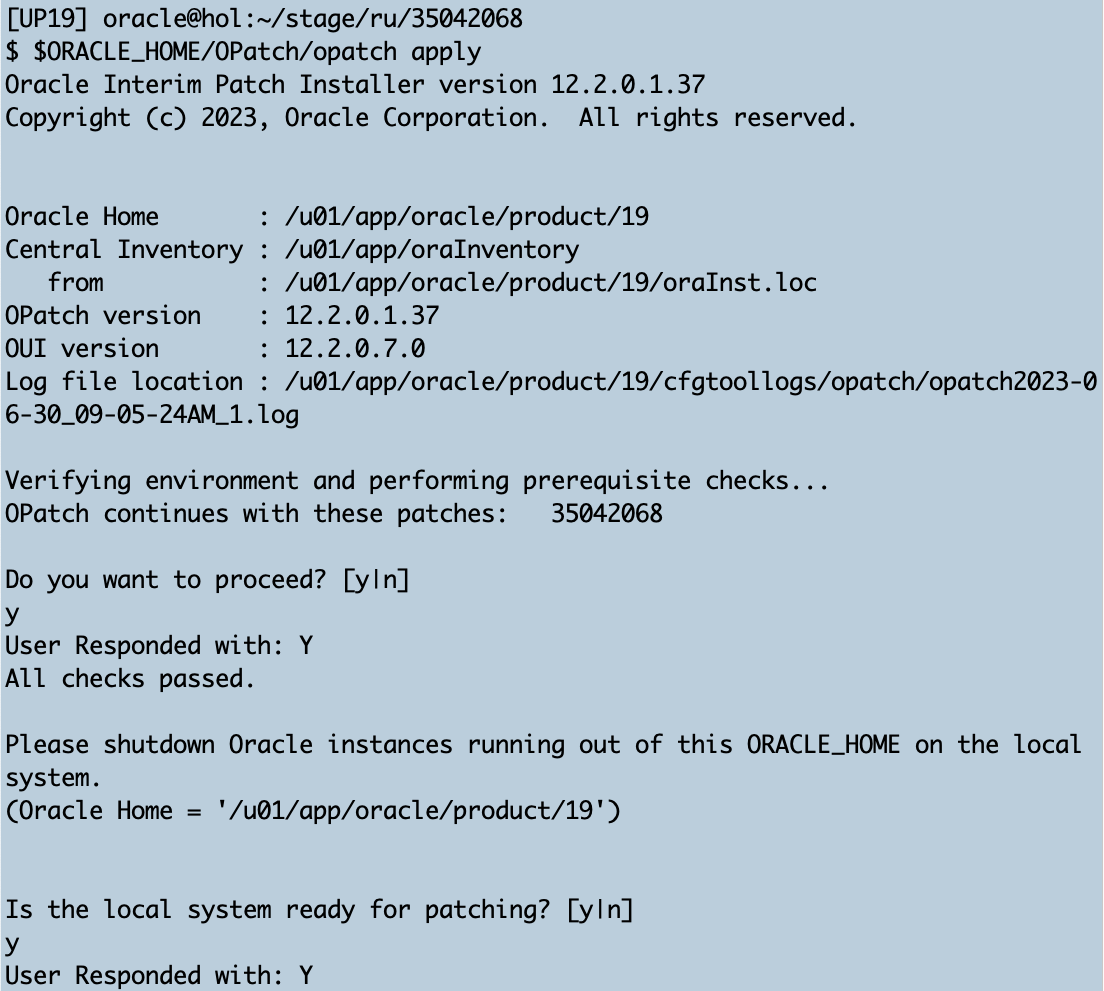 [UP19] oracle@hol:~/stage/ru/35042068
$ $ORACLE_HOME/OPatch/opatch apply
Oracle Interim Patch Installer version 12.2.0.1.37
Copyright (c) 2023, Oracle Corporation.  All rights reserved.
Oracle Home       : /u01/app/oracle/product/19
Central Inventory : /u01/app/oraInventory
   from           : /u01/app/oracle/product/19/oraInst.loc
OPatch version    : 12.2.0.1.37
OUI version       : 12.2.0.7.0
Log file location : /u01/app/oracle/product/19/cfgtoollogs/opatch/opatch2023-0
6-30_09-05-24AM_1.log
Verifying environment and performing prerequisite checks...
OPatch continues with these patches:   35042068
Do you want to proceed? [y|n]
y
User Responded with: Y
All checks passed.
Please shutdown Oracle instances running out of this ORACLE_HOME on the local
system.
(Oracle Home = '/u01/app/oracle/product/19')
Is the local system ready for patching? [y|n]
y
User Responded with: Y